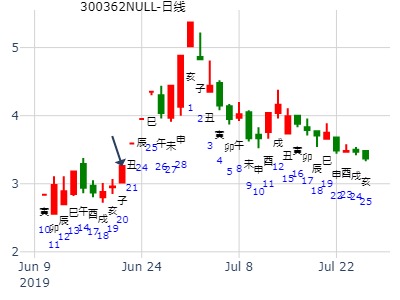 300362NULL-日线
5
4
3
2
寅
10
卯
11
辰
12
巳
13
午
14
酉
17
戌
18
亥
19
子
20
丑
21
辰
24
巳
25
午
26
未
27
申
28
亥
1
子
2
丑
3
寅
4
卯
5
午
8
未
9
申
10
酉
11
戌
12
丑
15
寅
16
卯
17
辰
18
巳
19
申
22
酉
23
戌
24
亥
25
Jun 9
2019
Jun 24
Jul 8
Jul 22